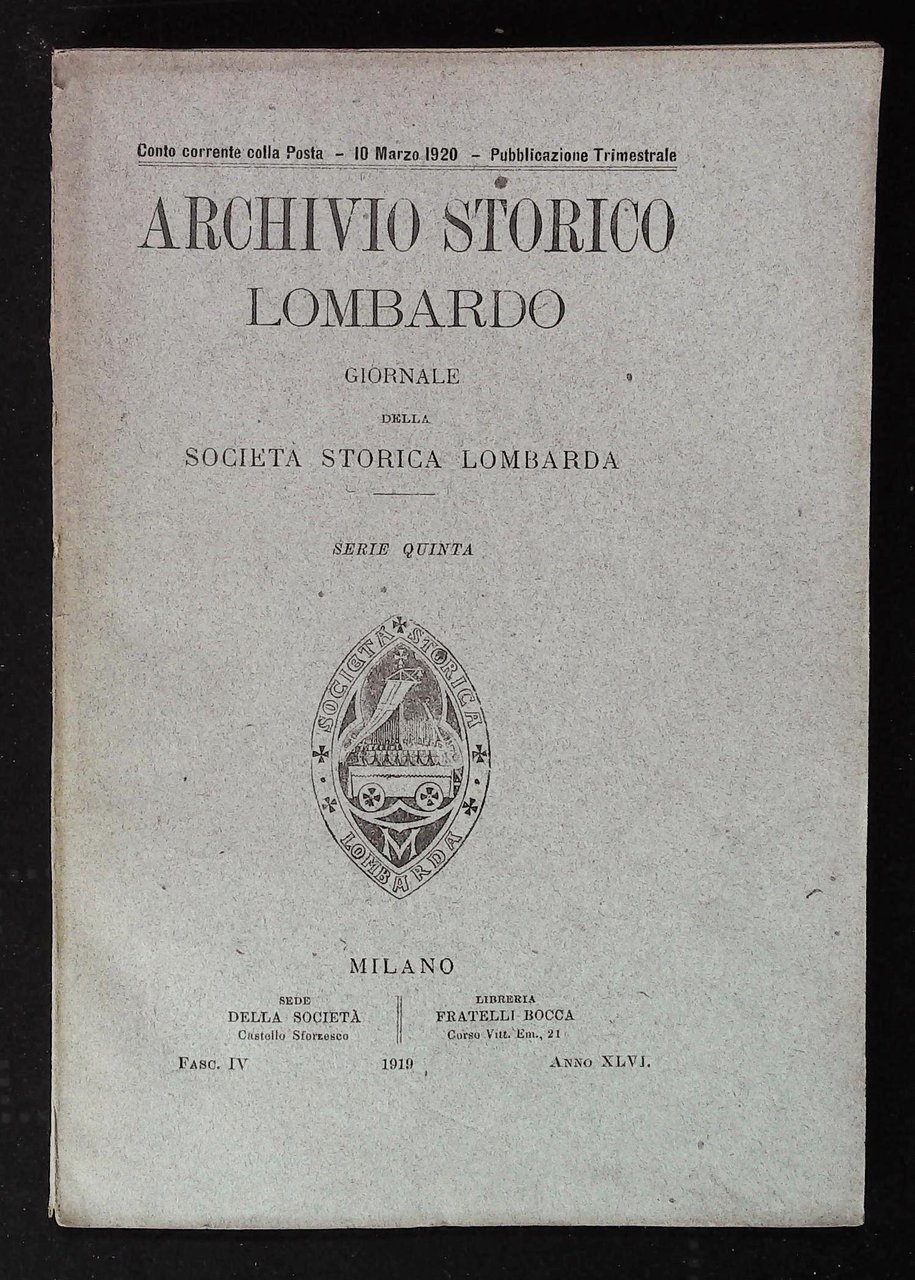 Conto corrente colla Posta - 10 Marzo 1920 - Pubblicazione Trimestrale
ARCHIVIO STORICO
LOMBARDO
GIORNALE
DELLA
SOCIETÀ STORICA LOMBARDA
SERIE QUINTA
SOCIETÀ STORICA
LOMBARDA
M
MILANO
SEDE
DELLA SOCIETÀ
Castello Sforzesco
LIBRERIA
FRATELLI BOCCA
Corso Vitt. Em., 21
FASC. IV 1919 ANNO XLVI.